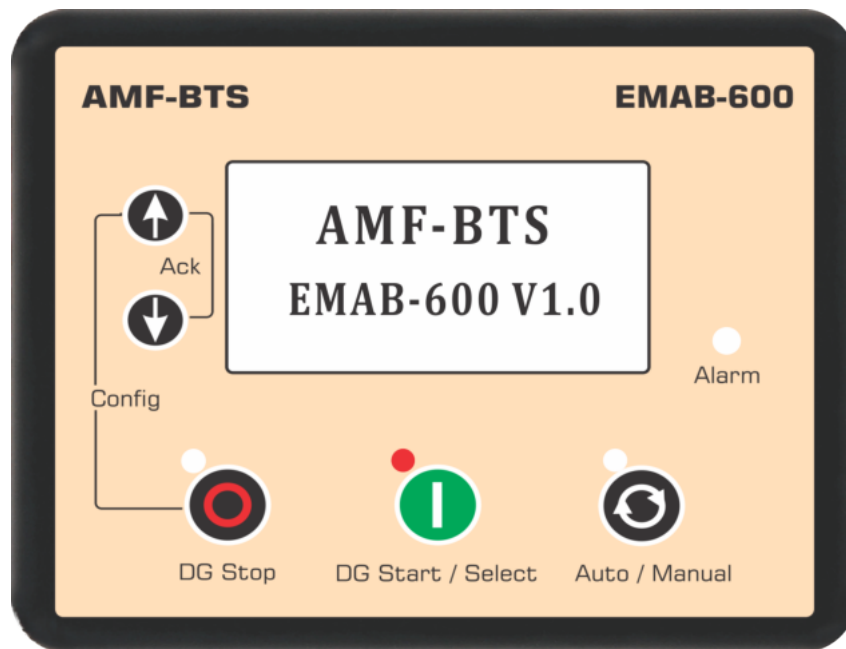 AMF-BTS EMAB-600
AMF-BTS
EMAB-600 V1.0
Ack
Alarm
Config
DG Stop DG Start / Select Auto / Manual